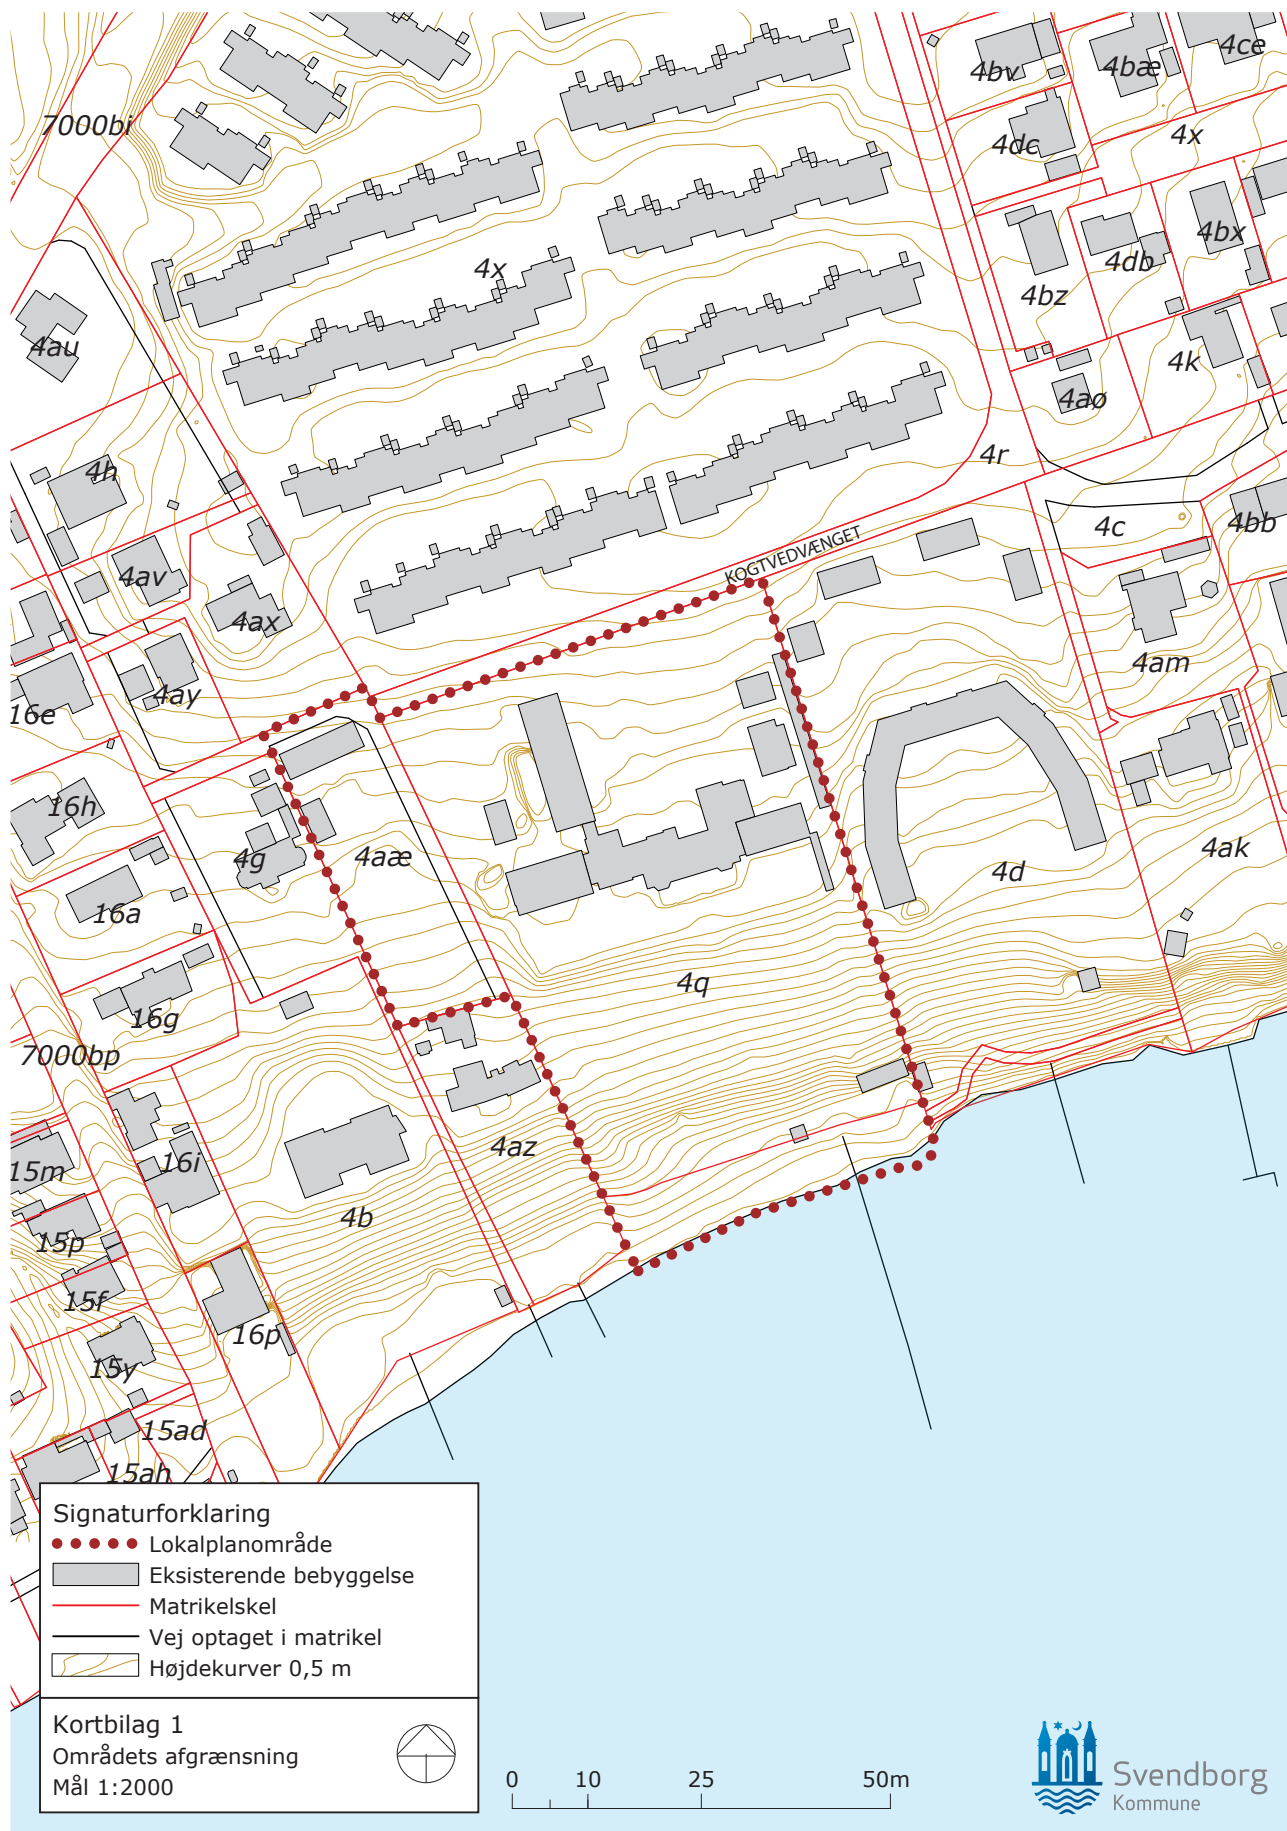 4bv
4bæ
4ce
7000bi
4dc
4x
4bx
4x
4db
4bz
4au
4k
4aø
4r
4h
4c
4bb
KOGTVEDVÆNGET
4av
4ax
4am
4ay
16e
16h
4g
4aæ
4ak
4d
16a
4q
16g
7000bp
4az
16i
15m
4b
15p
15f
16p
15y
15ad
15ah
Signaturforklaring
Lokalplanområde
Eksisterende bebyggelse
Matrikelskel
Vej optaget i matrikel
Højdekurver 0,5 m
Kortbilag 1
Områdets afgrænsning
Mål 1:2000
0 10 25 50m
Svendborg
Kommune